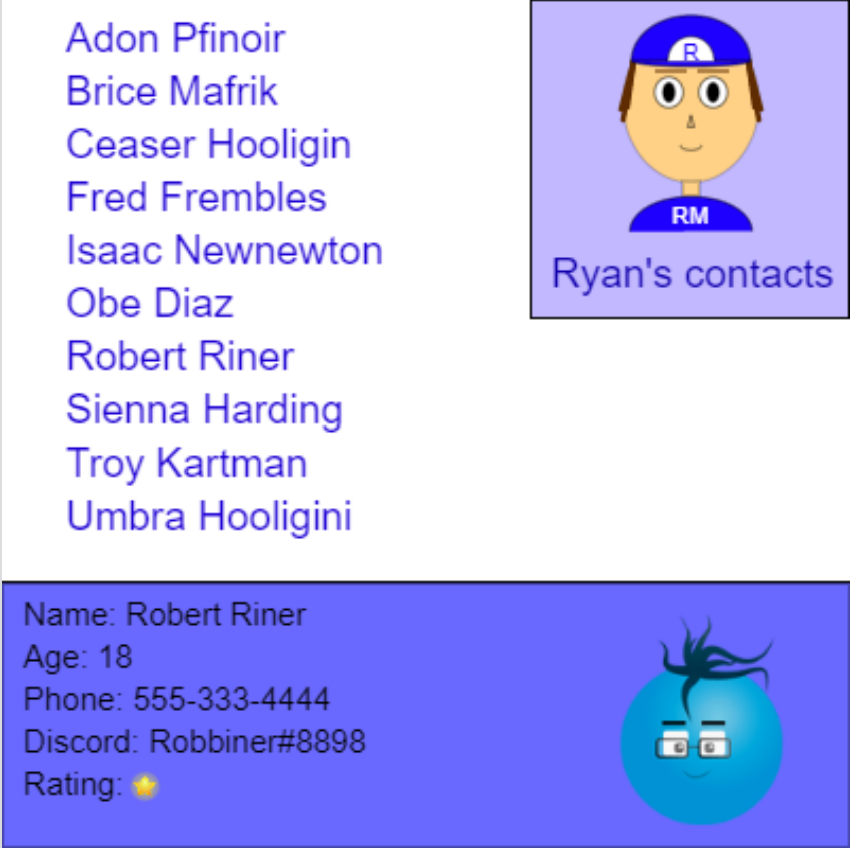 Adon Pfinoir
Brice Mafrik
Ceaser Hooligin
Fred Frembles
Isaac Newnewton
Obe Diaz
Robert Riner
Sienna Harding
Troy Kartman
Umbra Hooligini
R
RM
Ryan's contacts
Name: Robert Riner
Age: 18
Phone: 555-333-4444
Discord: Robbiner#8898
Rating: ⭐